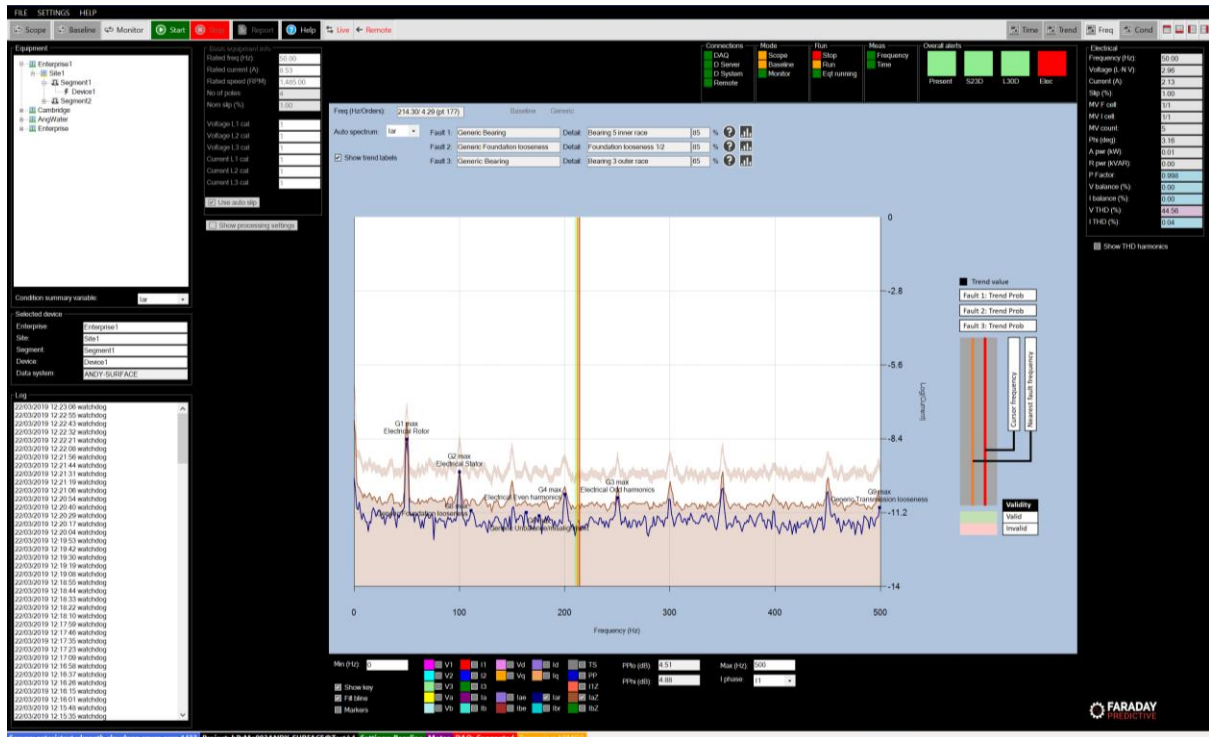 FILE SETTINGS HELP
Scope Baseline Monitor Start Stop Report Help Live Remote Time Trend Freq Cond
Equipment
Enterprise1
Site1
Segment1
Device1
Segment2
Cambridge
AngWater
Enterprise
Condition summary variable: Iar
Selected device
Enterprise: Enterprise1
Site: Site1
Segment: Segment1
Device: Device1
Data system: ANDY-SURFACE
Log
22/03/2019 12:23:06 watchdog
22/03/2019 12:22:55 watchdog
22/03/2019 12:22:43 watchdog
22/03/2019 12:22:32 watchdog
22/03/2019 12:22:21 watchdog
22/03/2019 12:22:08 watchdog
22/03/2019 12:21:56 watchdog
22/03/2019 12:21:44 watchdog
22/03/2019 12:21:31 watchdog
22/03/2019 12:21:19 watchdog
22/03/2019 12:21:06 watchdog
22/03/2019 12:20:54 watchdog
22/03/2019 12:20:40 watchdog
22/03/2019 12:20:29 watchdog
22/03/2019 12:20:17 watchdog
22/03/2019 12:20:04 watchdog
22/03/2019 12:19:53 watchdog
22/03/2019 12:19:42 watchdog
22/03/2019 12:19:30 watchdog
22/03/2019 12:19:19 watchdog
22/03/2019 12:19:08 watchdog
22/03/2019 12:18:55 watchdog
22/03/2019 12:18:44 watchdog
22/03/2019 12:18:33 watchdog
22/03/2019 12:18:22 watchdog
22/03/2019 12:18:10 watchdog
22/03/2019 12:17:59 watchdog
22/03/2019 12:17:46 watchdog
22/03/2019 12:17:35 watchdog
22/03/2019 12:17:23 watchdog
22/03/2019 12:17:09 watchdog
22/03/2019 12:16:58 watchdog
22/03/2019 12:16:37 watchdog
22/03/2019 12:16:26 watchdog
22/03/2019 12:16:15 watchdog
22/03/2019 12:16:01 watchdog
22/03/2019 12:15:48 watchdog
22/03/2019 12:15:35 watchdog
Basic equipment info
Rated freq (Hz): 50.00
Rated current (A): 6.53
Rated speed (RPM): 1,485.00
No of poles: 4
Nom slip (%): 1.00
Voltage L1 cal: 1
Voltage L2 cal: 1
Voltage L3 cal: 1
Current L1 cal: 1
Current L2 cal: 1
Current L3 cal: 1
Use auto slip
Show processing settings
Connections
DAQ
D Server
D System
Remote
Mode
Scope
Baseline
Monitor
Run
Stop
Run
Eqt running
Meas
Frequency
Time
Overall alerts
Present S23D L30D Elec
Freq (Hz/Orders): 214.30/ 4.29 (pt 177) Baseline Generic
Auto spectrum: Iar Fault 1: Generic Bearing Detail: Bearing 5 inner race 85 %
Fault 2: Generic Foundation looseness Detail: Foundation looseness 1/2 85 %
Show trend labels Fault 3: Generic Bearing Detail: Bearing 3 outer race 65 %
0
-2.8
-5.6
-8.4
-11.2
-14
Log(Current)
G1 max
Electrical Rotor
G2 max
Electrical Stator
G4 max
Electrical Even harmonics
G3 max
Electrical Odd harmonics
G9 max
Generic Transmission looseness
0 100 200 300 400 500
Frequency (Hz)
Trend value
Fault 1: Trend Prob
Fault 2: Trend Prob
Fault 3: Trend Prob
Cursor frequency
Nearest fault frequency
Validity
Valid
Invalid
Min (Hz): 0
Show key
Fill bline
Markers
V1 I1 Vd Id TS
V2 I2 Vq Iq PP
V3 I3 I1Z
Va Ia Iae Iar IaZ
Vb Ib Ibe Ibr IbZ
PPlo (dB) 4.51 Max (Hz): 500
PPhi (dB) 4.88 I phase: I1
Electrical
Frequency (Hz): 50.00
Voltage (L-N V): 2.96
Current (A): 2.13
Slip (%): 1.00
MV F cell: 1/1
MV I cell: 1/1
MV count: 5
Phi (deg): 3.16
A pwr (kW): 0.01
R pwr (kVAR): 0.00
P Factor: 0.998
V balance (%): 0.00
I balance (%): 0.00
V THD (%): 44.56
I THD (%): 0.04
Show THD harmonics
FARADAY
PREDICTIVE